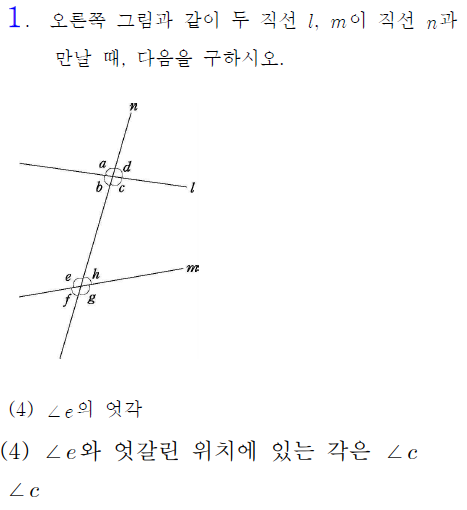 1. 오른쪽 그림과 같이 두 직선 l, m이 직선 n과
만날 때, 다음을 구하시오.
n
a d
b c
l
e h
m
f g
(4) ∠e의 엇각
(4) ∠e와 엇갈린 위치에 있는 각은 ∠c
∠c